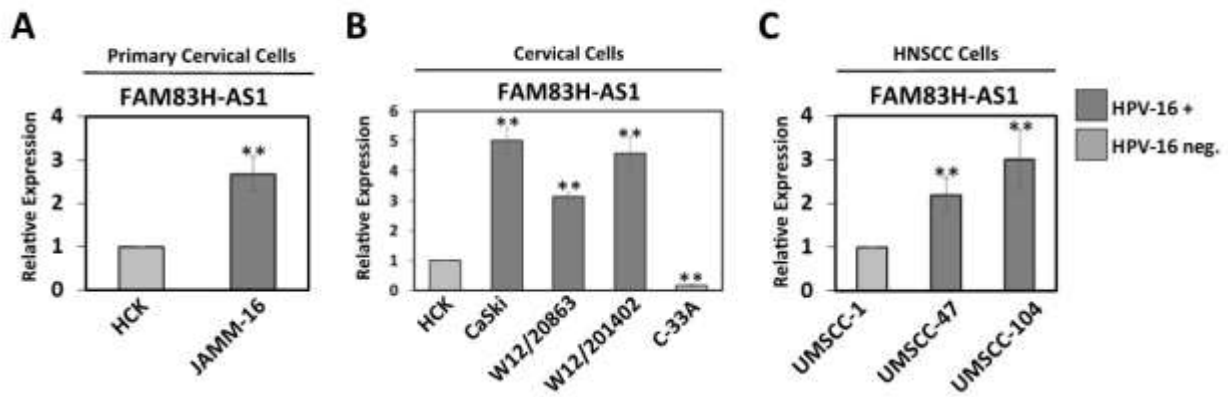 A
Primary Cervical Cells
FAM83H-AS1
Relative Expression
4
3
2
1
0
**
HCK
JAMM-16
B
Cervical Cells
FAM83H-AS1
Relative Expression
6
5
4
3
2
1
0
**
**
**
**
HCK
CaSki
W12/20863
W12/201402
C-33A
C
HNSCC Cells
FAM83H-AS1
Relative Expression
4
3
2
1
0
**
**
UMSCC-1
UMSCC-47
UMSCC-104
HPV-16 +
HPV-16 neg.